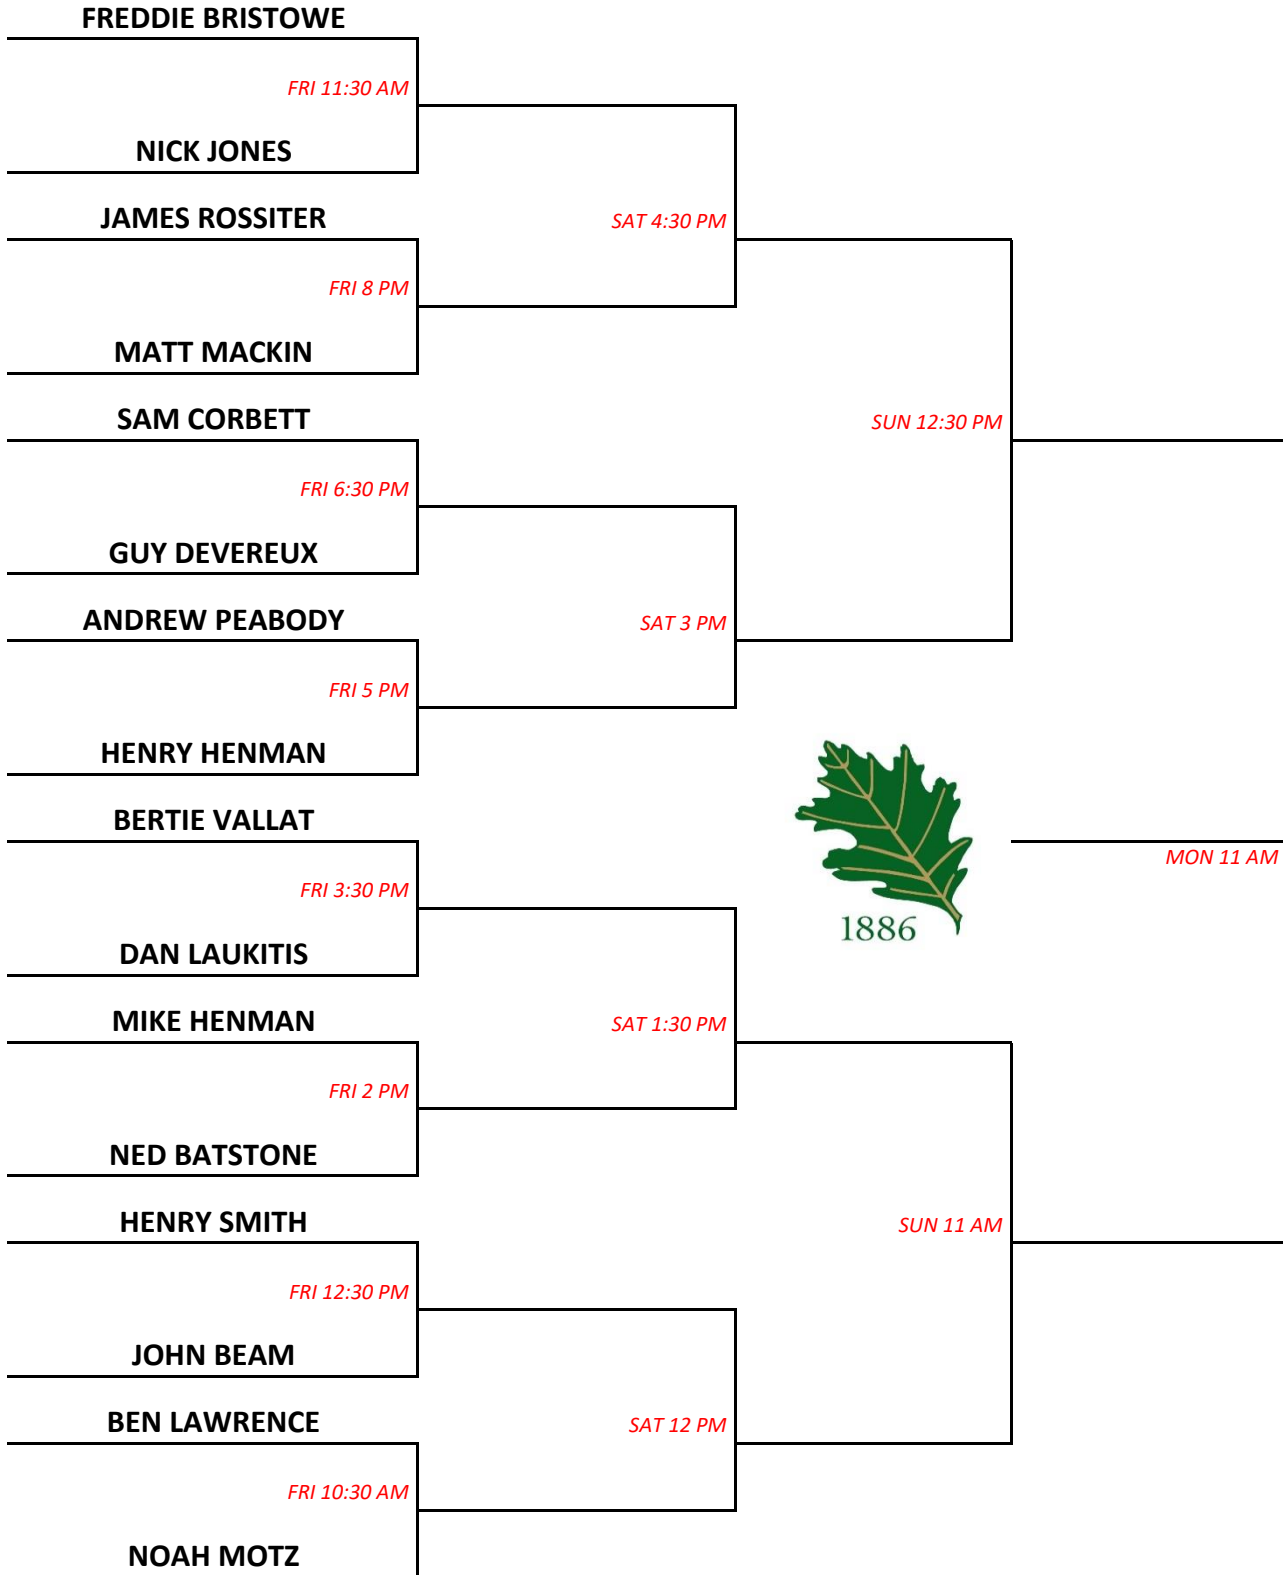 FREDDIE BRISTOWE
FRI 11:30 AM
NICK JONES
JAMES ROSSITER
SAT 4:30 PM
FRI 8 PM
MATT MACKIN
SAM CORBETT
SUN 12:30 PM
FRI 6:30 PM
GUY DEVEREUX
ANDREW PEABODY
SAT 3 PM
FRI 5 PM
HENRY HENMAN
BERTIE VALLAT
MON 11 AM
FRI 3:30 PM
1886
DAN LAUKITIS
MIKE HENMAN
SAT 1:30 PM
FRI 2 PM
NED BATSTONE
HENRY SMITH
SUN 11 AM
FRI 12:30 PM
JOHN BEAM
BEN LAWRENCE
SAT 12 PM
FRI 10:30 AM
NOAH MOTZ